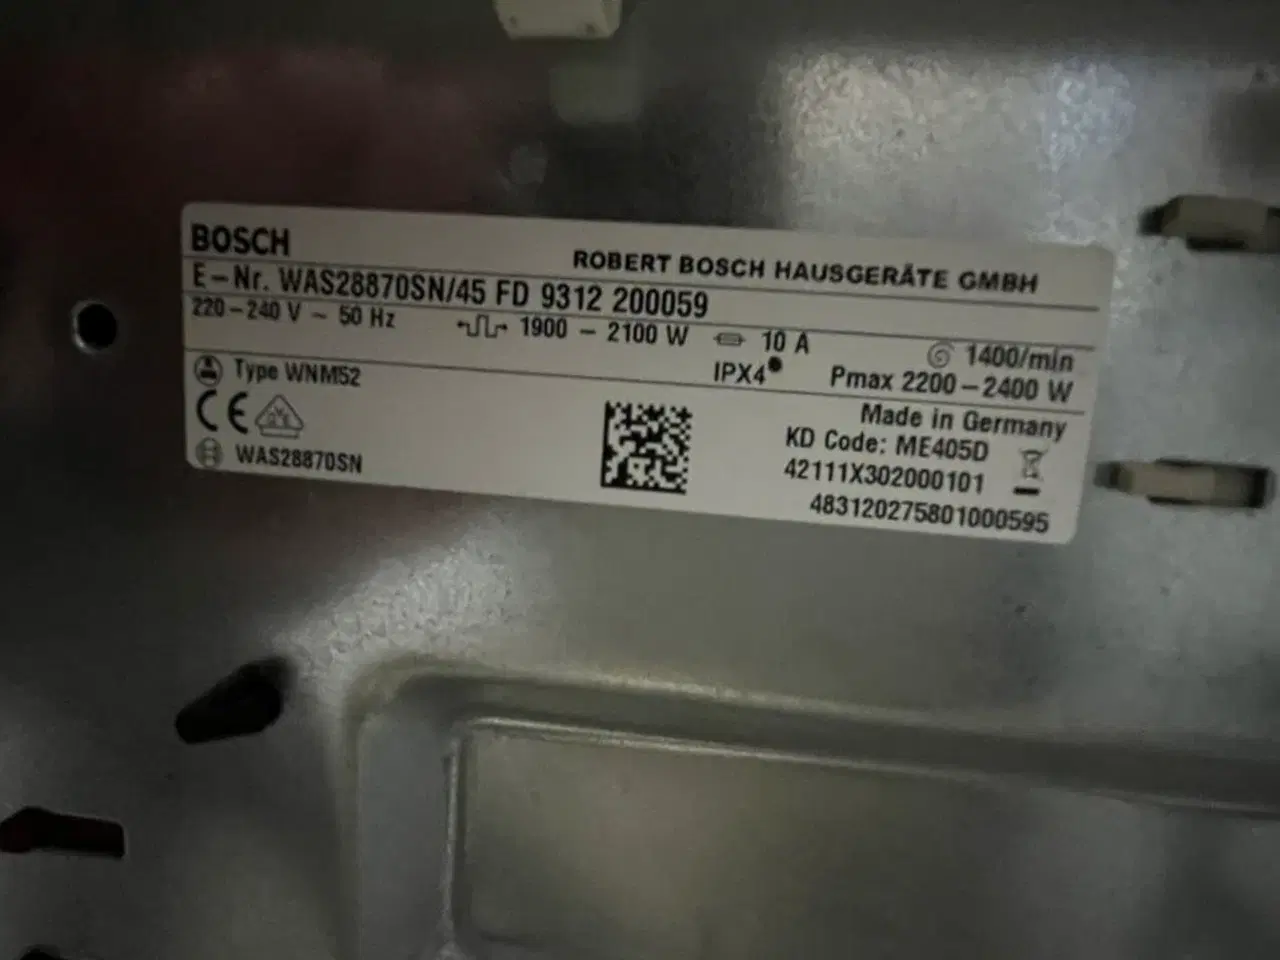 BOSCH
ROBERT BOSCH HAUSGERÄTE GMBH
E-Nr. WAS28870SN/45 FD 9312 200059
220-240 V ~ 50 Hz 1900 - 2100 W 10 A 1400/min
IPX4 Pmax 2200-2400 W
Type WNM52
Made in Germany
CE
KD Code: ME405D
42111X302000101
WAS28870SN
483120275801000595